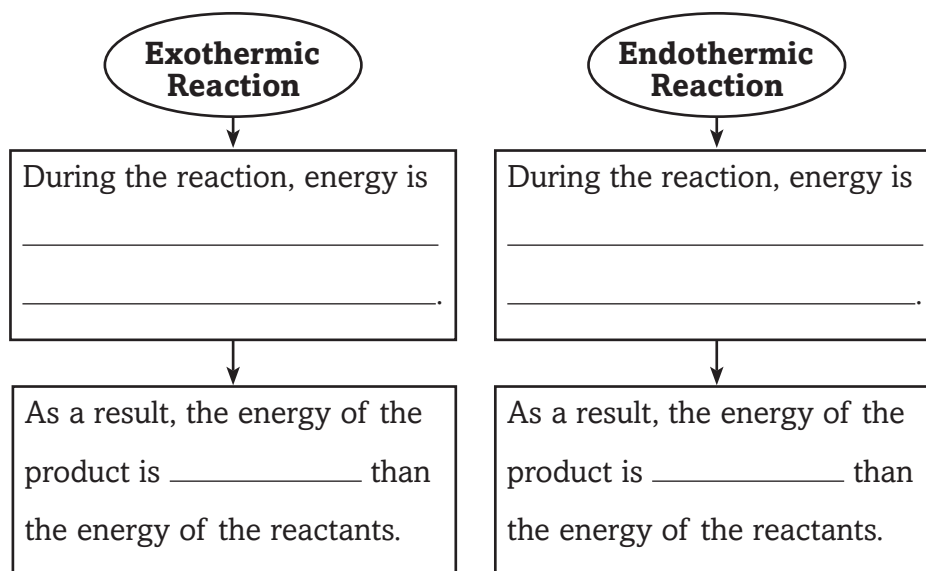 Exothermic
Reaction
During the reaction, energy is
.
As a result, the energy of the
product is ____________ than
the energy of the reactants.
Endothermic
Reaction
During the reaction, energy is
.
As a result, the energy of the
product is ____________ than
the energy of the reactants.